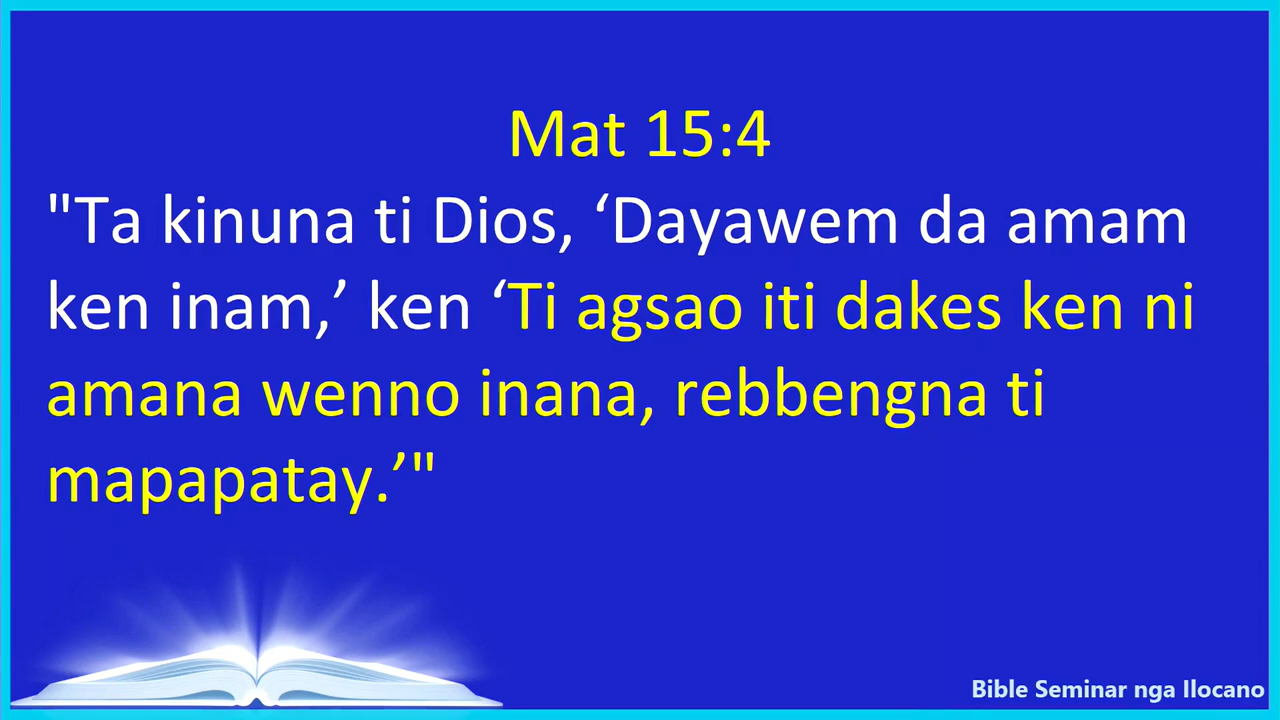 Mat 15:4
"Ta kinuna ti Dios, ‘Dayawem da amam
ken inam,’ ken ‘Ti agsao iti dakes ken ni
amana wenno inana, rebbengna ti
mapapatay.’"
Bible Seminar nga Ilocano